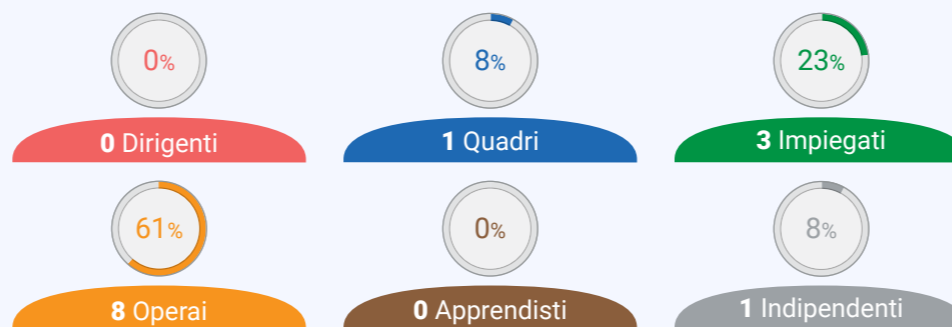 0% 8% 23%
0 Dirigenti 1 Quadri 3 Impiegati
61% 0% 8%
8 Operai 0 Apprendisti 1 Indipendenti